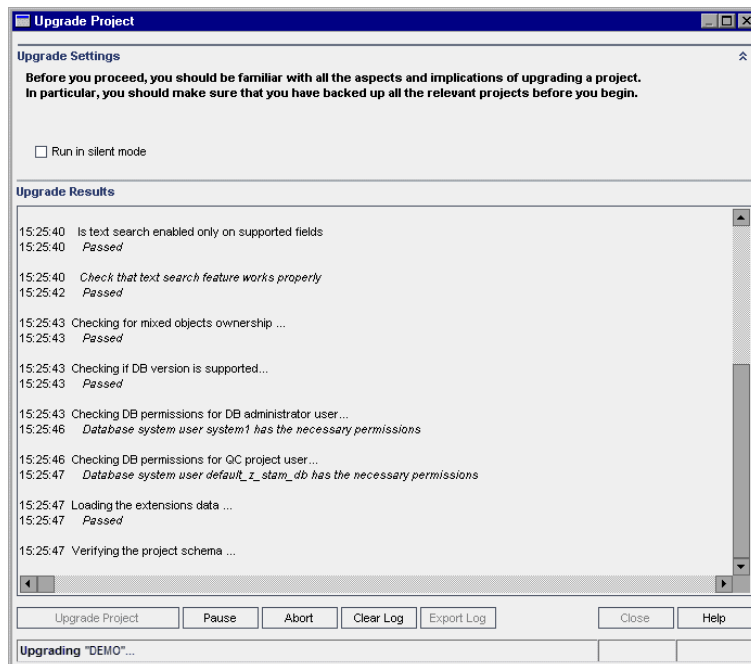 Upgrade Project
Upgrade Settings
Before you proceed, you should be familiar with all the aspects and implications of upgrading a project.
In particular, you should make sure that you have backed up all the relevant projects before you begin.
Run in silent mode
Upgrade Results
15:25:40 Is text search enabled only on supported fields
15:25:40 Passed
15:25:40 Check that text search feature works properly
15:25:42 Passed
15:25:43 Checking for mixed objects ownership ...
15:25:43 Passed
15:25:43 Checking if DB version is supported...
15:25:43 Passed
15:25:43 Checking DB permissions for DB administrator user...
15:25:46 Database system user system1 has the necessary permissions
15:25:46 Checking DB permissions for QC project user...
15:25:47 Database system user default_z_stam_db has the necessary permissions
15:25:47 Loading the extensions data ...
15:25:47 Passed
15:25:47 Verifying the project schema ...
Upgrade Project Pause Abort Clear Log Export Log Close Help
Upgrading "DEMO"...